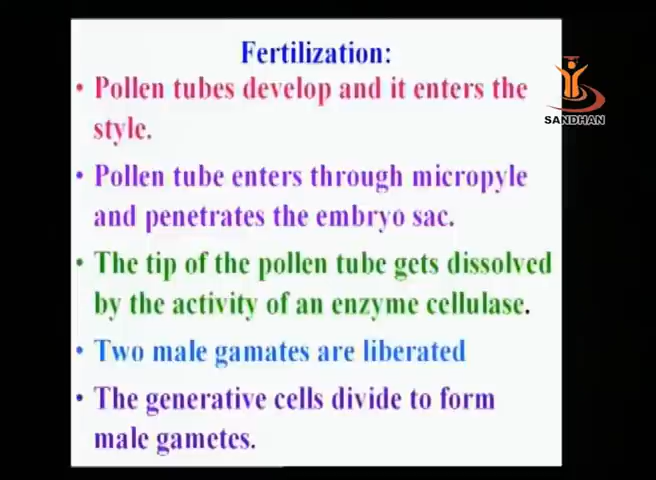 Fertilization:
• Pollen tubes develop and it enters the
style.
• Pollen tube enters through micropyle
and penetrates the embryo sac.
• The tip of the pollen tube gets dissolved
by the activity of an enzyme cellulase.
• Two male gamates are liberated
• The generative cells divide to form
male gametes.
SANDHAN